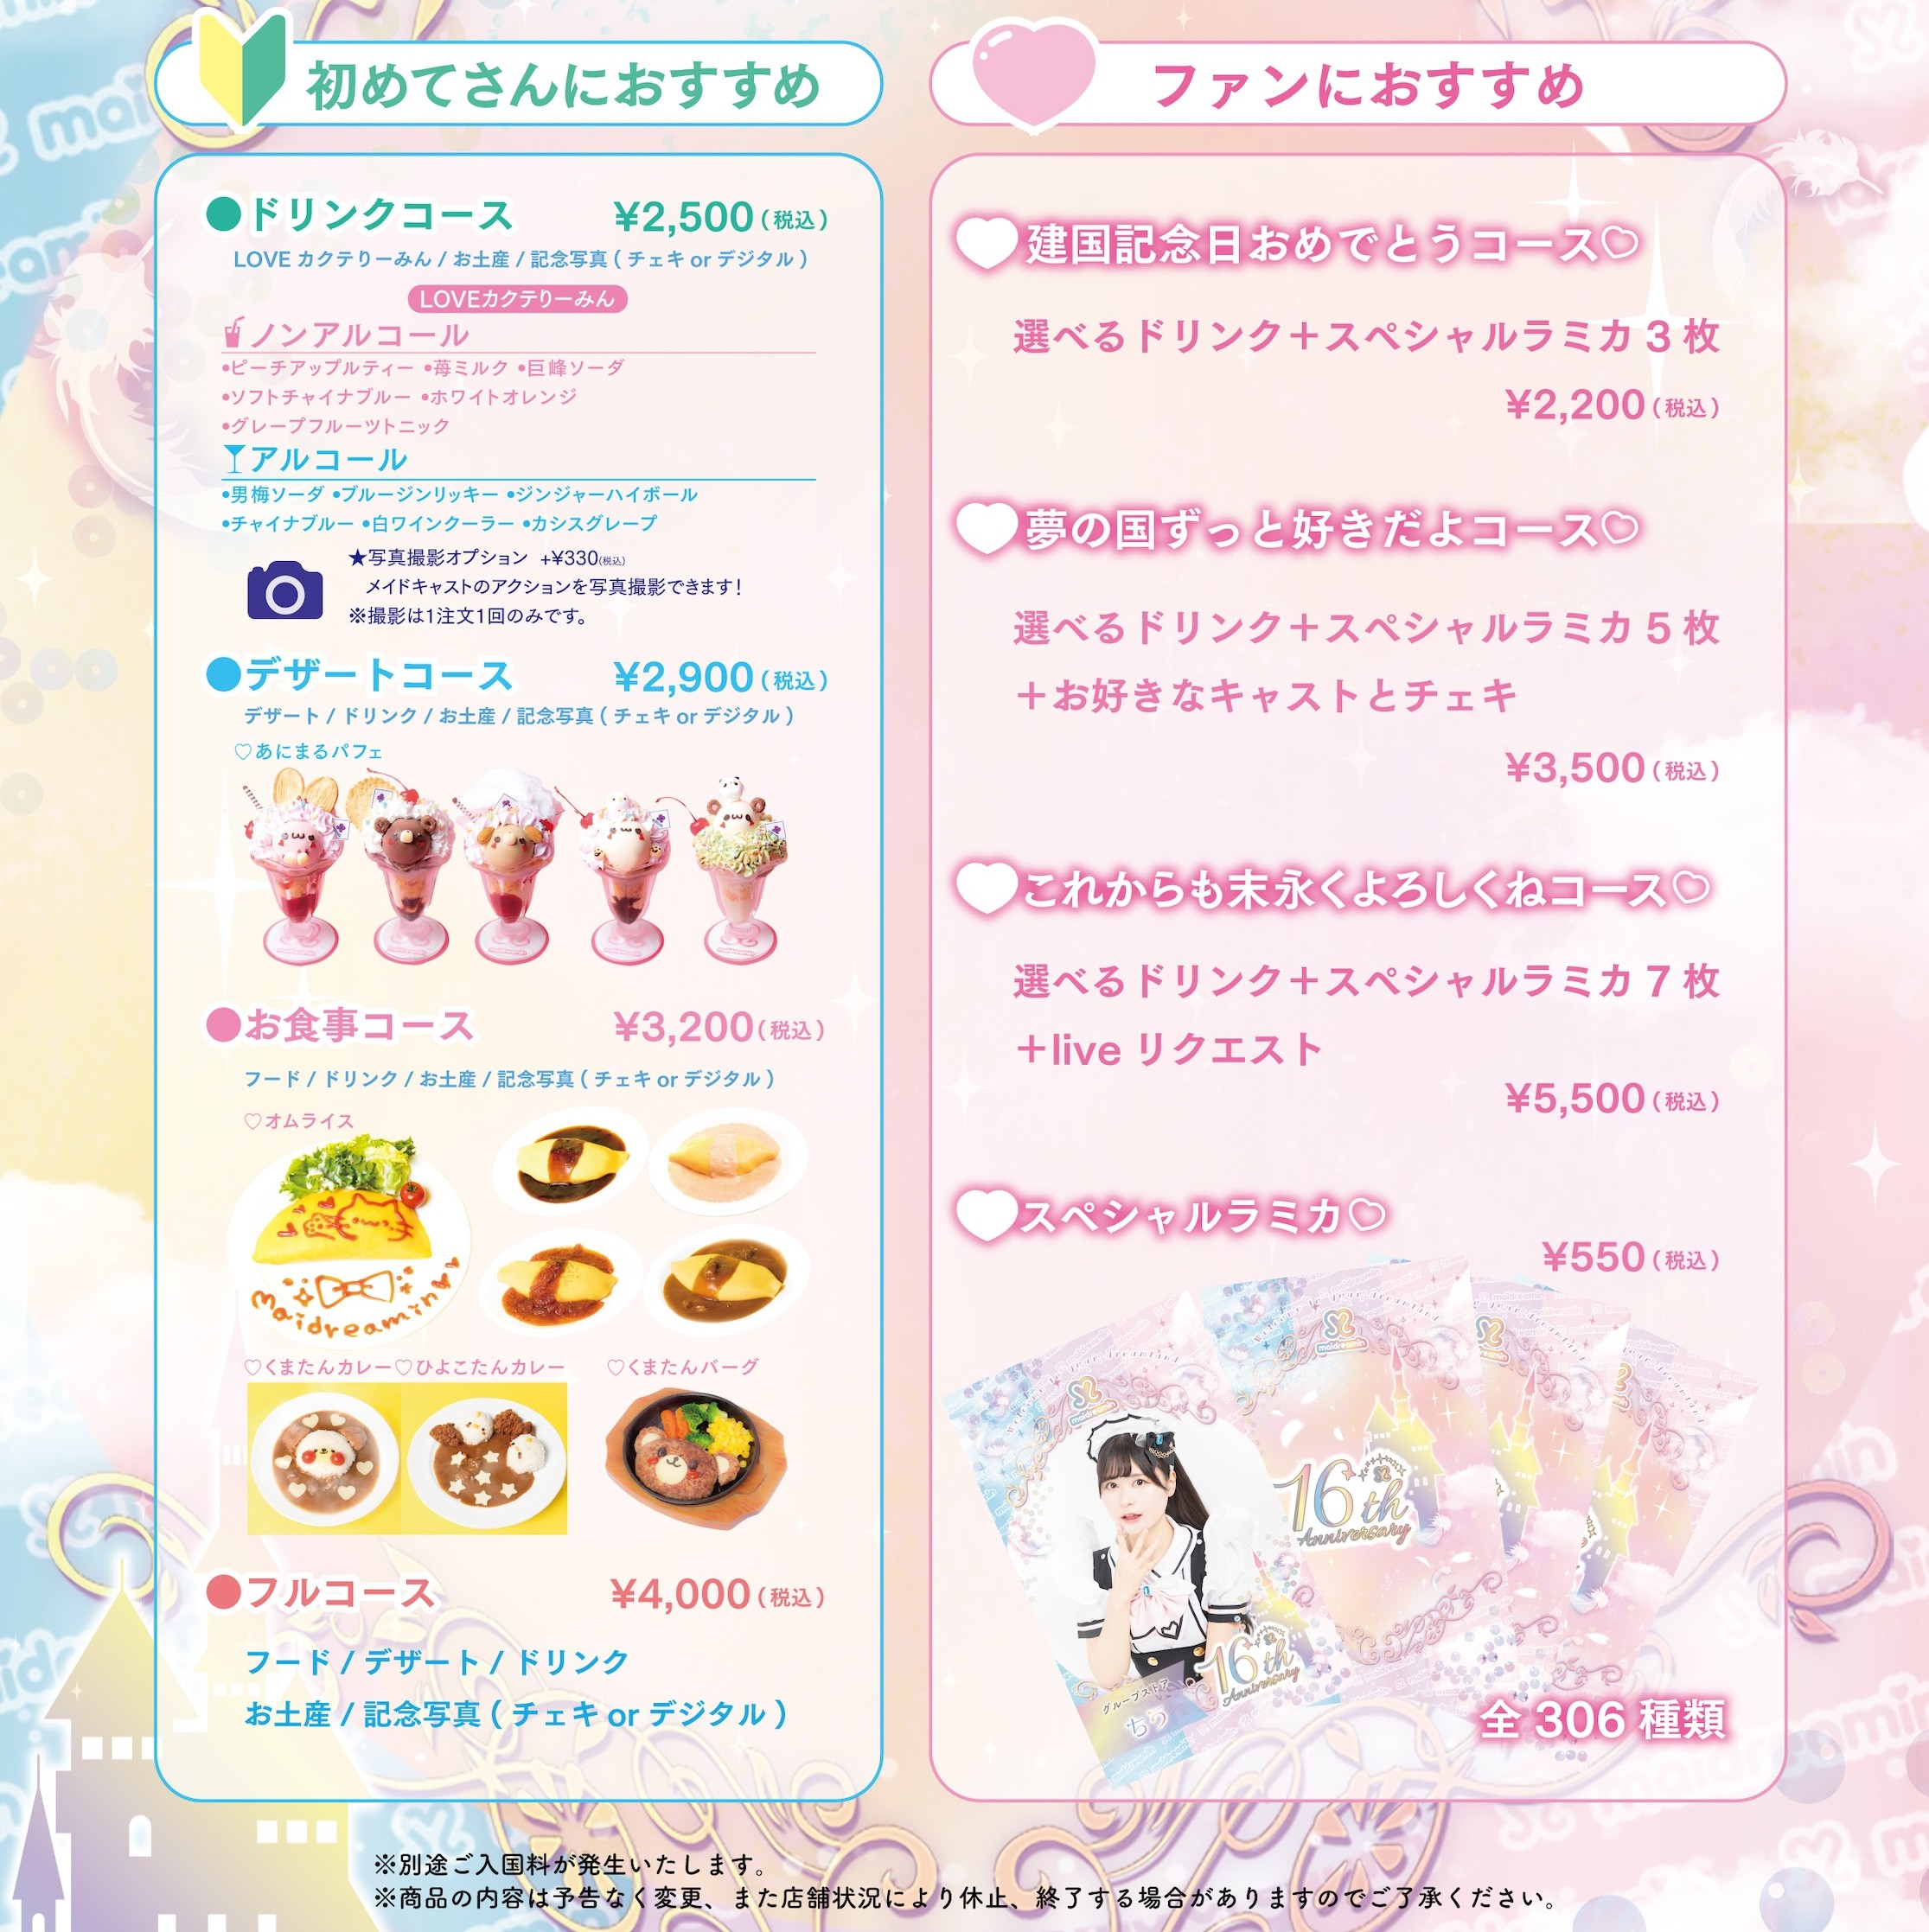 初めてさんにおすすめ
●ドリンクコース ¥2,500(税込)
LOVE カクテりーみん / お土産 / 記念写真 ( チェキ or デジタル )
LOVEカクテりーみん
ノンアルコール
•ピーチアップルティー •苺ミルク •巨峰ソーダ
•ソフトチャイナブルー •ホワイトオレンジ
•グレープフルーツトニック
アルコール
•男梅ソーダ •ブルージンリッキー •ジンジャーハイボール
•チャイナブルー •白ワインクーラー •カシスグレープ
★写真撮影オプション +¥330(税込)
メイドキャストのアクションを写真撮影できます!
※撮影は1注文1回のみです。
●デザートコース ¥2,900(税込)
デザート / ドリンク / お土産 / 記念写真 ( チェキ or デジタル )
♡あにまるパフェ
●お食事コース ¥3,200(税込)
フード / ドリンク / お土産 / 記念写真 ( チェキ or デジタル )
♡オムライス
Maidreamin
♡くまたんカレー♡ひよこたんカレー ♡くまたんバーグ
●フルコース ¥4,000(税込)
フード / デザート / ドリンク
お土産 / 記念写真 ( チェキ or デジタル )
ファンにおすすめ
建国記念日おめでとうコース♡
選べるドリンク＋スペシャルラミカ 3 枚
¥2,200(税込)
夢の国ずっと好きだよコース♡
選べるドリンク＋スペシャルラミカ 5 枚
＋お好きなキャストとチェキ
¥3,500(税込)
これからも末永くよろしくねコース♡
選べるドリンク＋スペシャルラミカ 7 枚
＋live リクエスト
¥5,500(税込)
スペシャルラミカ♡
¥550(税込)
maidreamin
maidreamin
16th
Anniversary
16th
Anniversary
グループストア
ちう
全 306 種類
※別途ご入国料が発生いたします。
※商品の内容は予告なく変更、また店舗状況により休止、終了する場合がありますのでご了承ください。